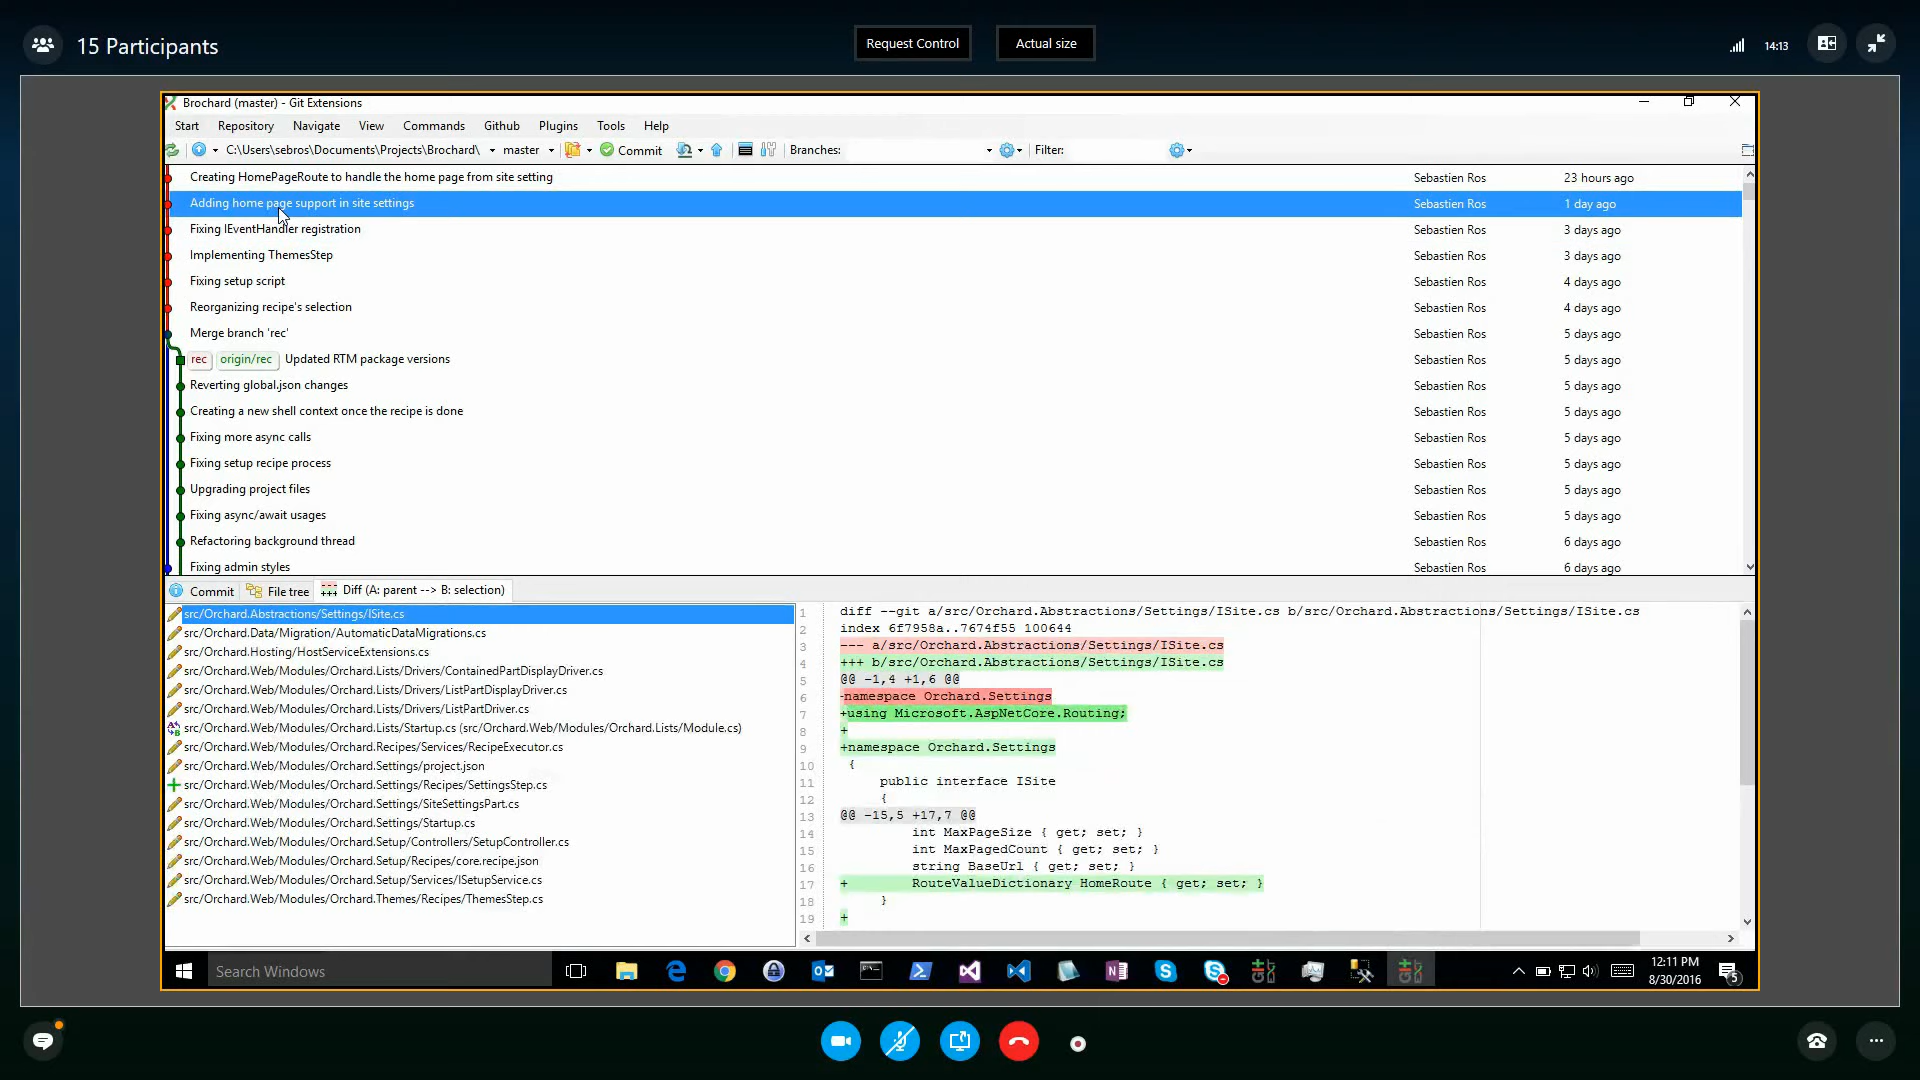 15 Participants
Request Control
Actual size
14:13
Brochard (master) - Git Extensions
Start Repository Navigate View Commands Github Plugins Tools Help
C:\Users\sebros\Documents\Projects\Brochard\ master Commit Branches: Filter:
Creating HomePageRoute to handle the home page from site setting Sebastien Ros 23 hours ago
Adding home page support in site settings Sebastien Ros 1 day ago
Fixing IEventHandler registration Sebastien Ros 3 days ago
Implementing ThemesStep Sebastien Ros 3 days ago
Fixing setup script Sebastien Ros 4 days ago
Reorganizing recipe's selection Sebastien Ros 4 days ago
Merge branch 'rec' Sebastien Ros 5 days ago
rec origin/rec Updated RTM package versions Sebastien Ros 5 days ago
Reverting global.json changes Sebastien Ros 5 days ago
Creating a new shell context once the recipe is done Sebastien Ros 5 days ago
Fixing more async calls Sebastien Ros 5 days ago
Fixing setup recipe process Sebastien Ros 5 days ago
Upgrading project files Sebastien Ros 5 days ago
Fixing async/await usages Sebastien Ros 5 days ago
Refactoring background thread Sebastien Ros 6 days ago
Fixing admin styles Sebastien Ros 6 days ago
Commit File tree Diff (A: parent --> B: selection)
src/Orchard.Abstractions/Settings/ISite.cs
src/Orchard.Data/Migration/AutomaticDataMigrations.cs
src/Orchard.Hosting/HostServiceExtensions.cs
src/Orchard.Web/Modules/Orchard.Lists/Drivers/ContainedPartDisplayDriver.cs
src/Orchard.Web/Modules/Orchard.Lists/Drivers/ListPartDisplayDriver.cs
src/Orchard.Web/Modules/Orchard.Lists/Drivers/ListPartDriver.cs
src/Orchard.Web/Modules/Orchard.Lists/Startup.cs (src/Orchard.Web/Modules/Orchard.Lists/Module.cs)
src/Orchard.Web/Modules/Orchard.Recipes/Services/RecipeExecutor.cs
src/Orchard.Web/Modules/Orchard.Settings/project.json
src/Orchard.Web/Modules/Orchard.Settings/Recipes/SettingsStep.cs
src/Orchard.Web/Modules/Orchard.Settings/SiteSettingsPart.cs
src/Orchard.Web/Modules/Orchard.Settings/Startup.cs
src/Orchard.Web/Modules/Orchard.Setup/Controllers/SetupController.cs
src/Orchard.Web/Modules/Orchard.Setup/Recipes/core.recipe.json
src/Orchard.Web/Modules/Orchard.Setup/Services/ISetupService.cs
src/Orchard.Web/Modules/Orchard.Themes/Recipes/ThemesStep.cs
1 diff --git a/src/Orchard.Abstractions/Settings/ISite.cs b/src/Orchard.Abstractions/Settings/ISite.cs
2 index 6f7958a..7674f55 100644
3 --- a/src/Orchard.Abstractions/Settings/ISite.cs
4 +++ b/src/Orchard.Abstractions/Settings/ISite.cs
5 @@ -1,4 +1,6 @@
6 -namespace Orchard.Settings
7 +using Microsoft.AspNetCore.Routing;
8 +
9 +namespace Orchard.Settings
10 {
11 public interface ISite
12 {
13 @@ -15,5 +17,7 @@
14 int MaxPageSize { get; set; }
15 int MaxPagedCount { get; set; }
16 string BaseUrl { get; set; }
17 + RouteValueDictionary HomeRoute { get; set; }
18 }
19 +
Search Windows
12:11 PM
8/30/2016
5